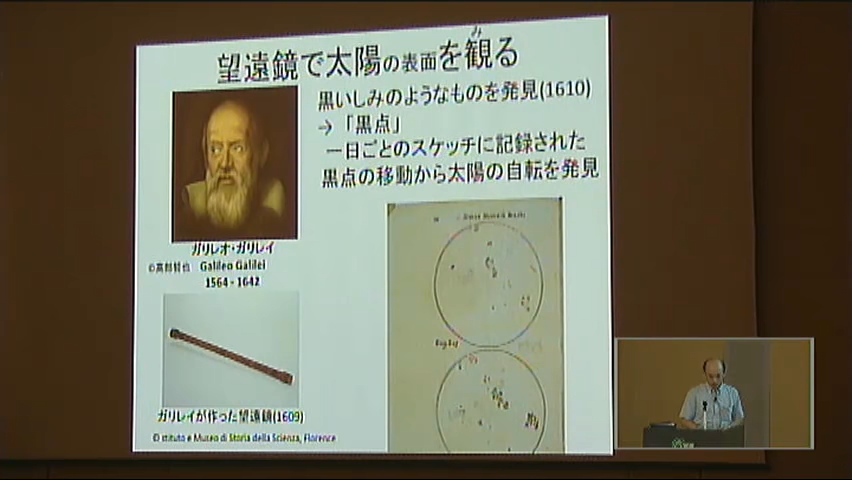 み
望遠鏡で太陽の表面を観る
黒いしみのようなものを発見(1610)
→ 「黒点」
一日ごとのスケッチに記録された
黒点の移動から太陽の自転を発見
ガリレオ・ガリレイ
Galileo Galilei
1564 - 1642
ガリレイが作った望遠鏡(1609)
© stituto e Museo di Storia della Scienza, Florence